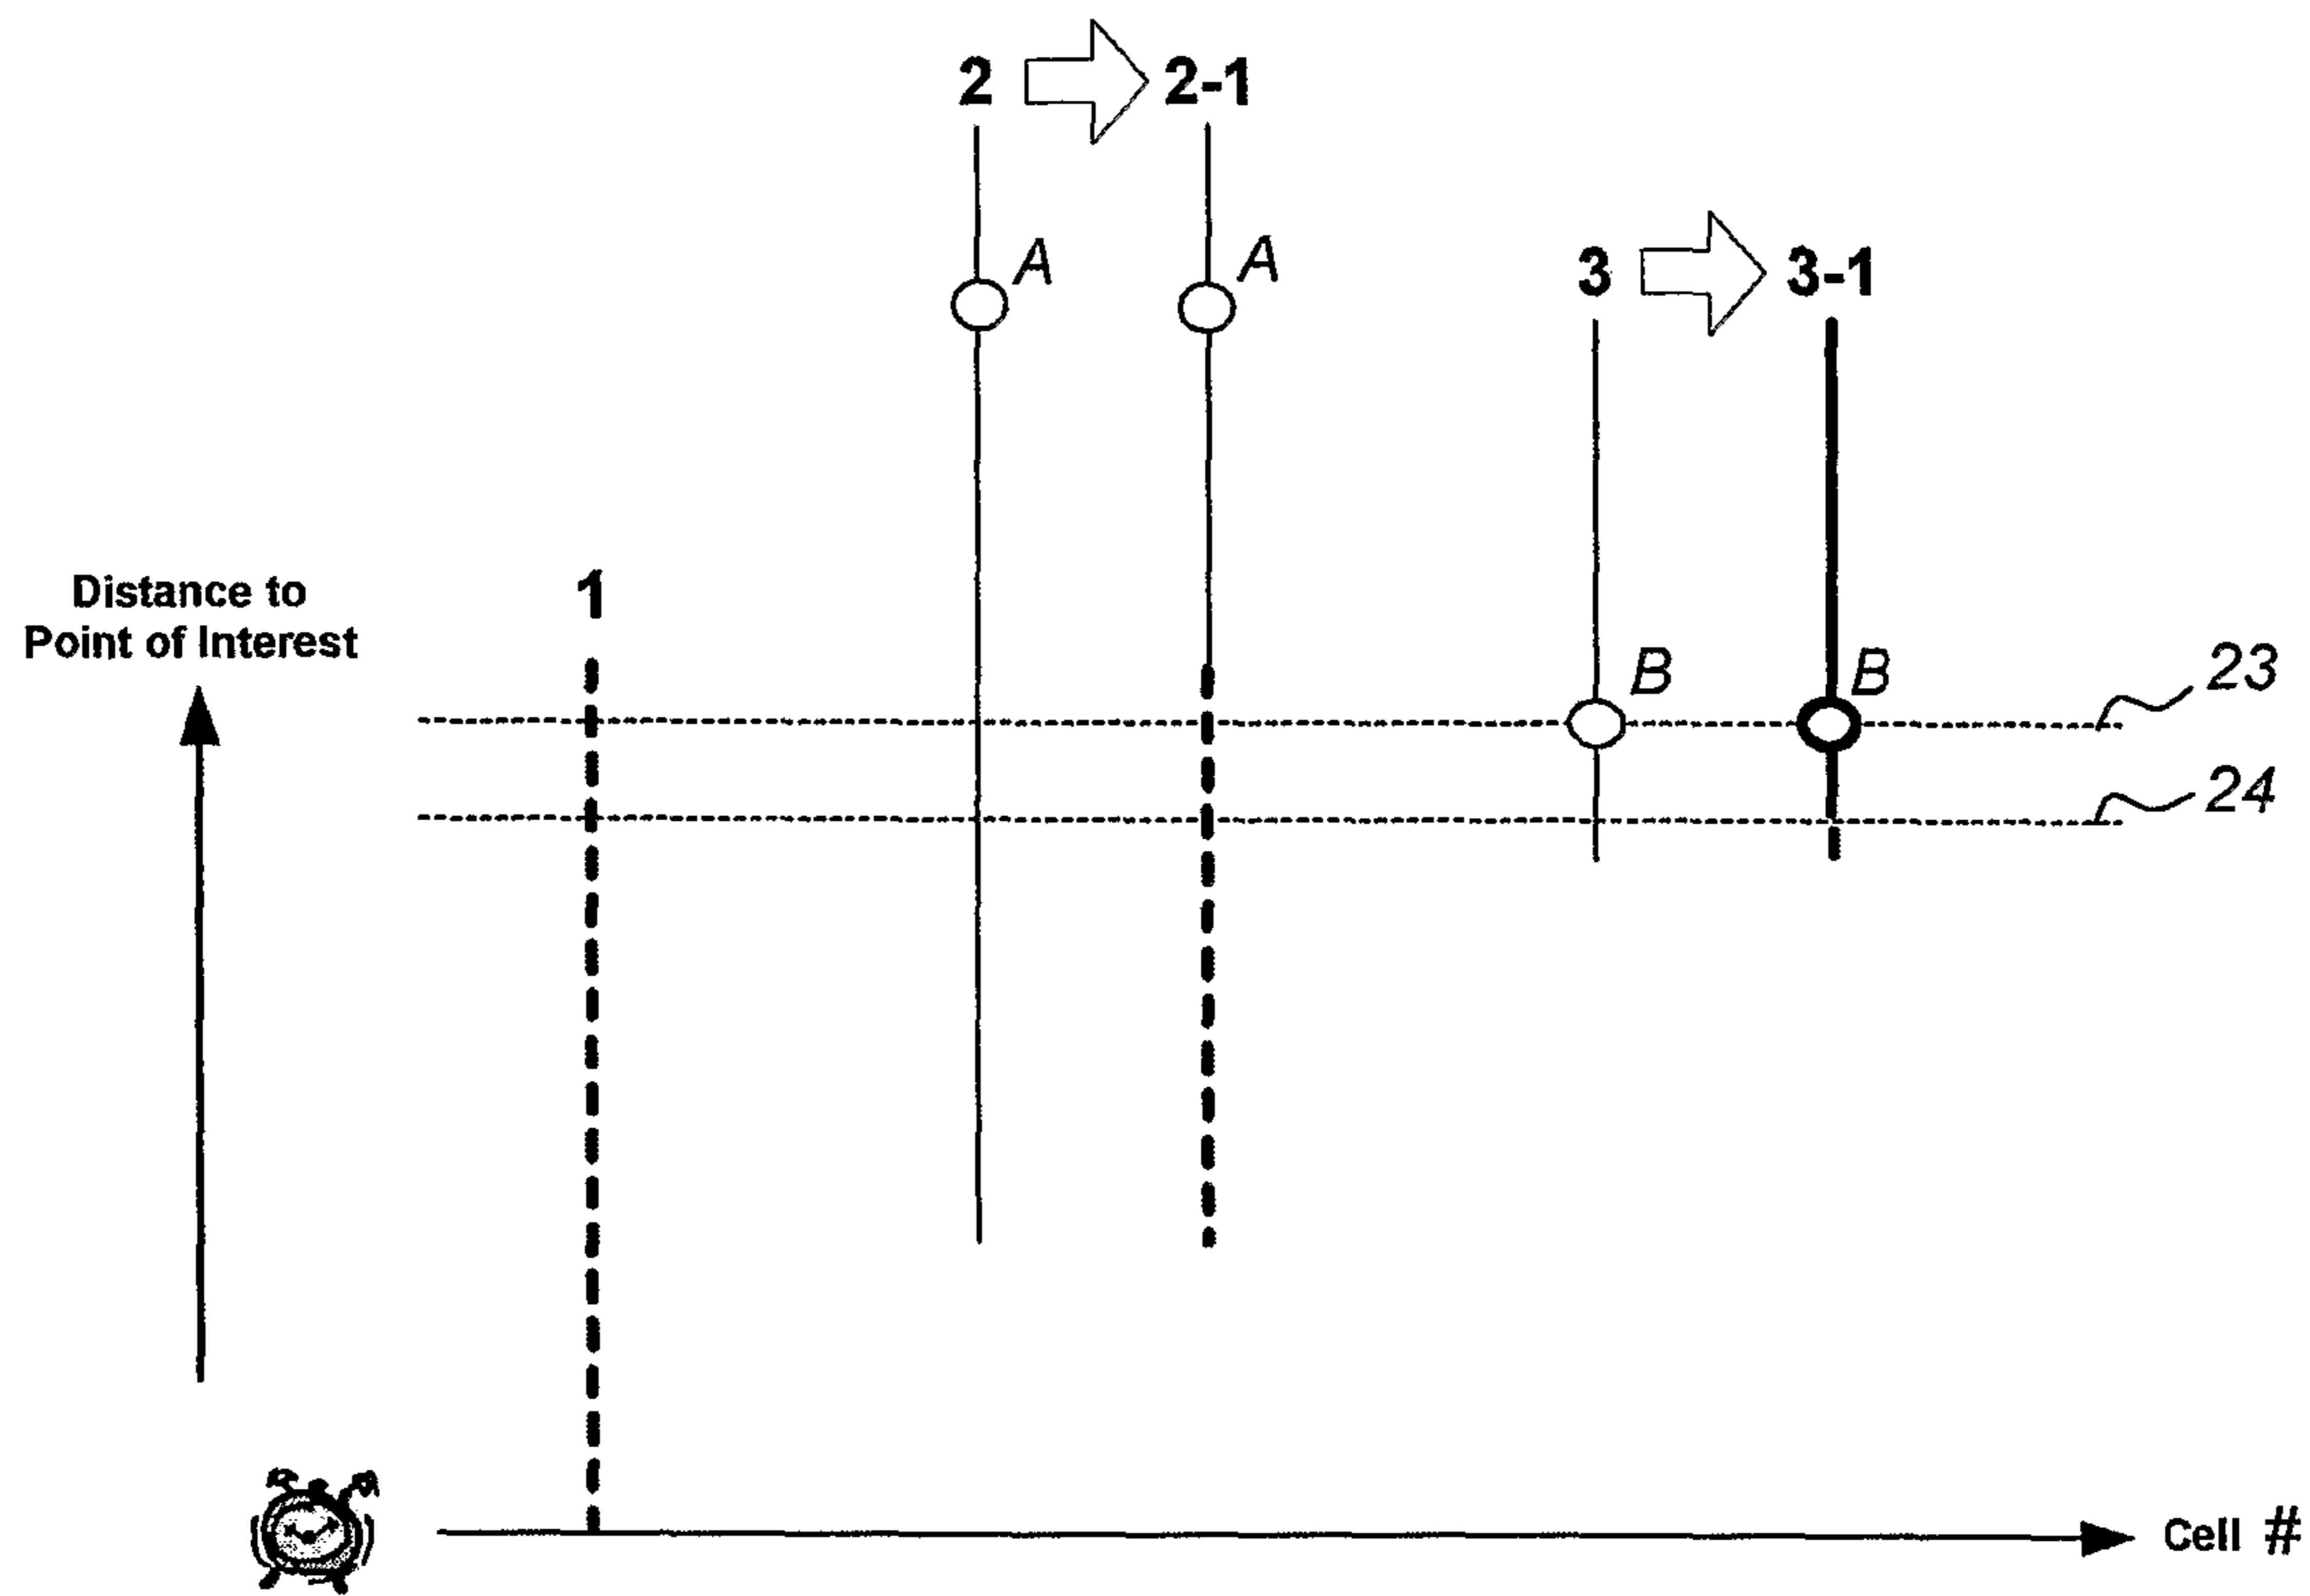 2 2-1
A A
3 3-1
Distance to
Point of Interest
1
B B
23
24
Cell #